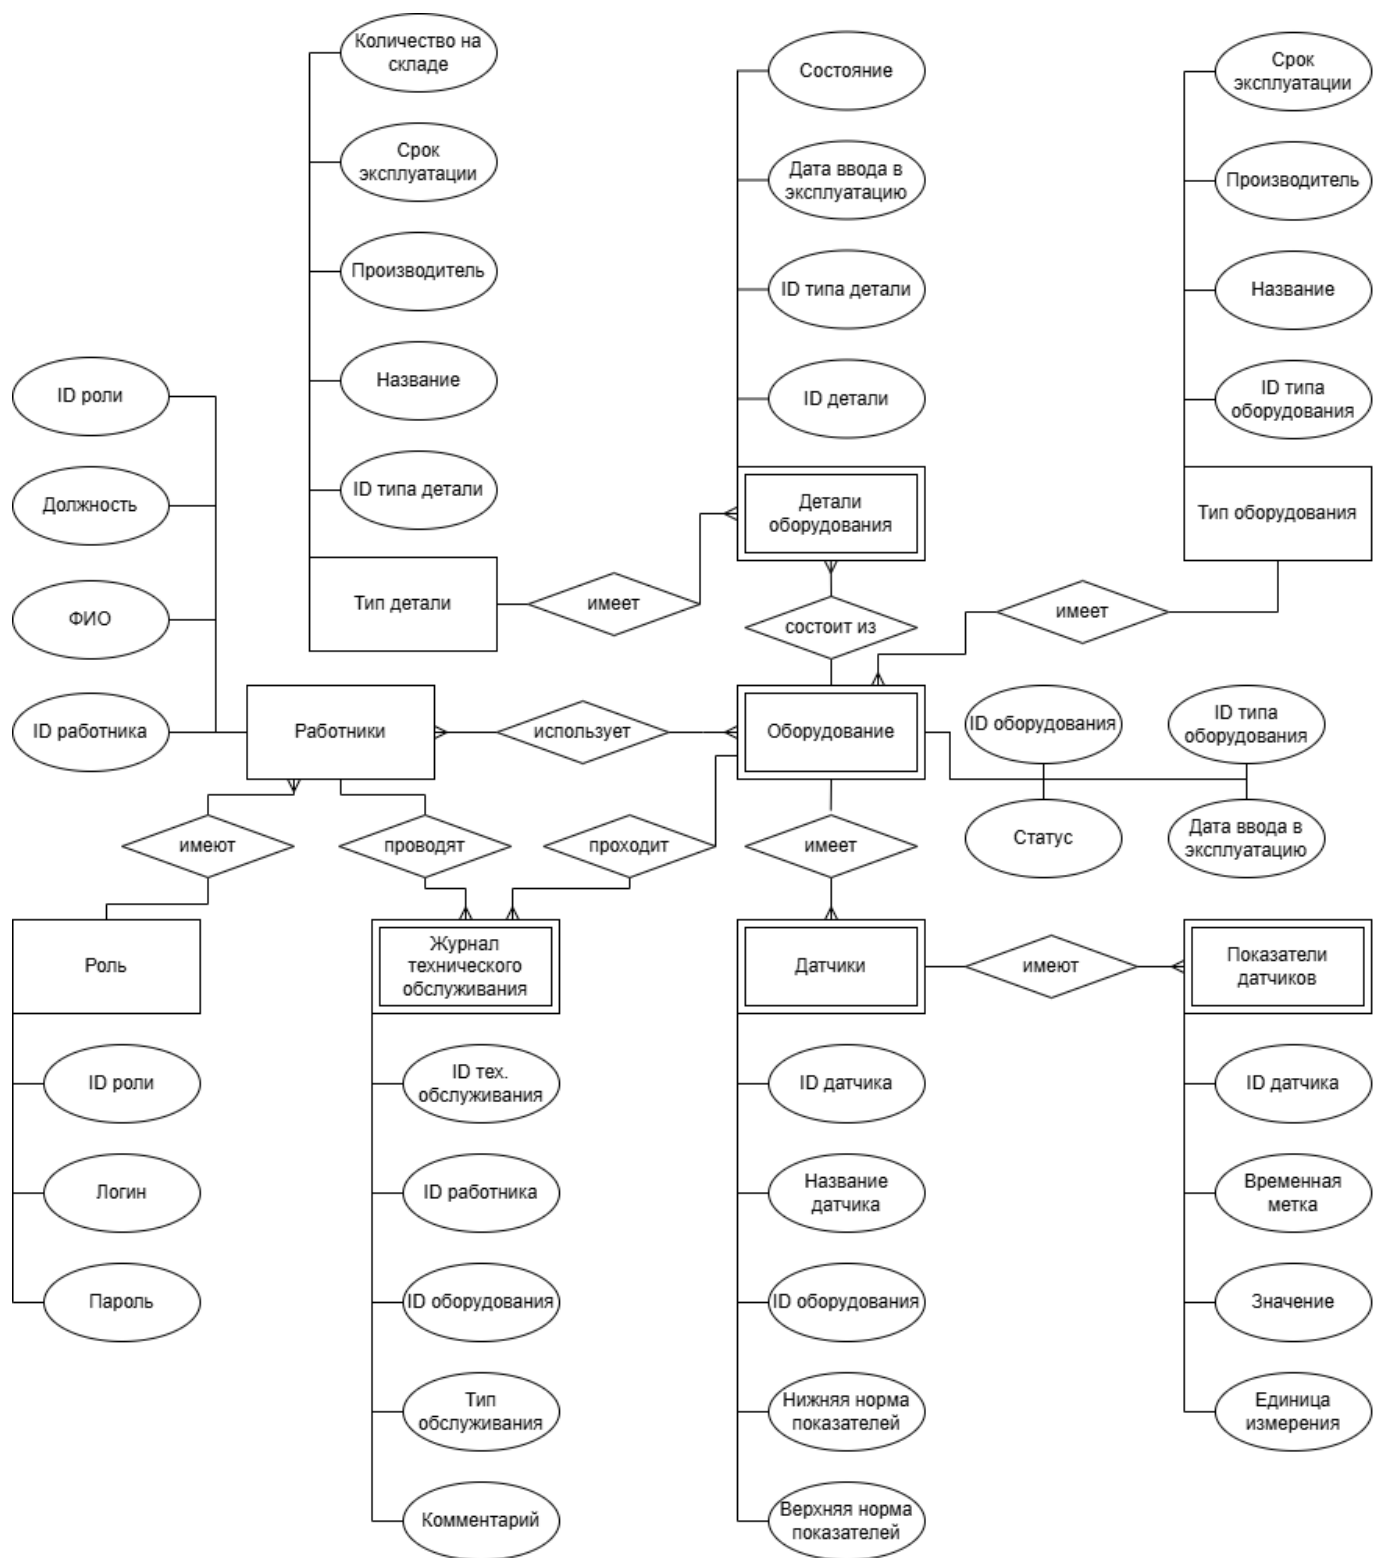 Количество на
складе
Срок
эксплуатации
Производитель
Название
ID типа детали
Тип детали
Состояние
Дата ввода в
эксплуатацию
ID типа детали
ID детали
Детали
оборудования
Срок
эксплуатации
Производитель
Название
ID типа
оборудования
Тип оборудования
ID роли
Должность
ФИО
ID работника
имеет
состоит из
имеет
Работники
использует
Оборудование
ID оборудования
ID типа
оборудования
Статус
Дата ввода в
эксплуатацию
имеют
проводят
проходит
имеет
Роль
Журнал
технического
обслуживания
Датчики
имеют
Показатели
датчиков
ID роли
Логин
Пароль
ID тех.
обслуживания
ID работника
ID оборудования
Тип
обслуживания
Комментарий
ID датчика
Название
датчика
ID оборудования
Нижняя норма
показателей
Верхняя норма
показателей
ID датчика
Временная
метка
Значение
Единица
измерения